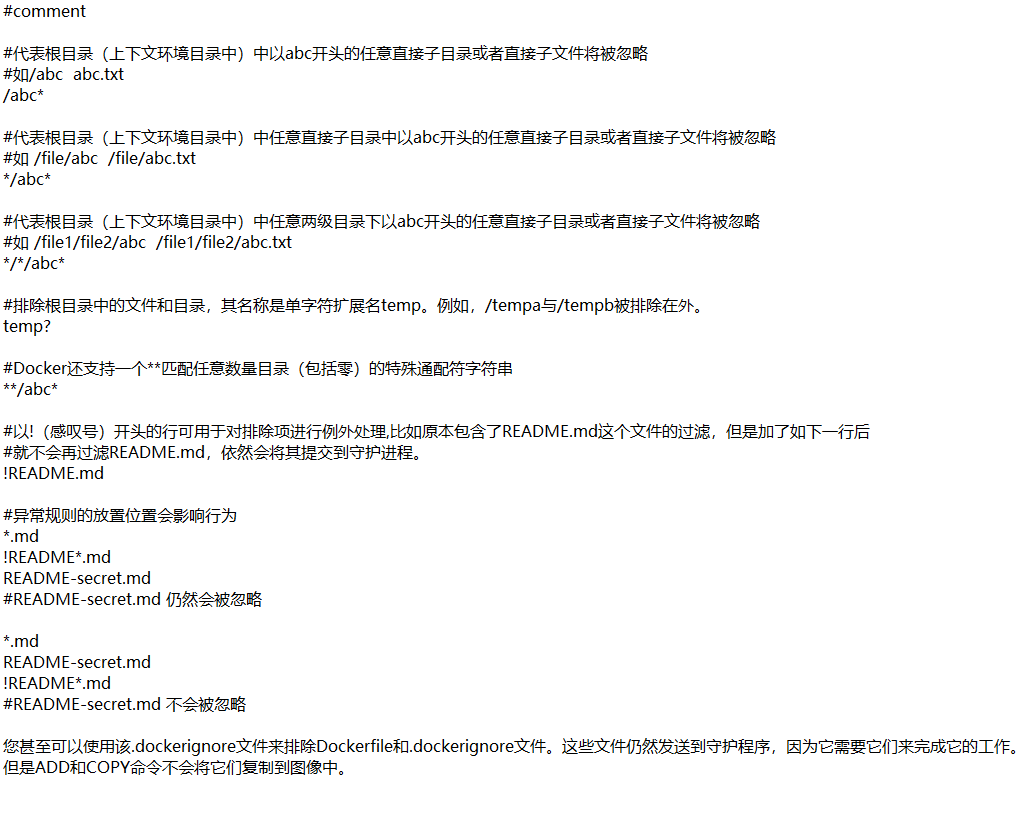 #comment
#代表根目录（上下文环境目录中）中以abc开头的任意直接子目录或者直接子文件将被忽略
#如/abc  abc.txt
/abc*
#代表根目录（上下文环境目录中）中任意直接子目录中以abc开头的任意直接子目录或者直接子文件将被忽略
#如 /file/abc  /file/abc.txt
*/abc*
#代表根目录（上下文环境目录中）中任意两级目录下以abc开头的任意直接子目录或者直接子文件将被忽略
#如 /file1/file2/abc  /file1/file2/abc.txt
*/*/abc*
#排除根目录中的文件和目录，其名称是单字符扩展名temp。例如，/tempa与/tempb被排除在外。
temp?
#Docker还支持一个**匹配任意数量目录（包括零）的特殊通配符字符串
**/abc*
#以!（感叹号）开头的行可用于对排除项进行例外处理,比如原本包含了README.md这个文件的过滤，但是加了如下一行后
#就不会再过滤README.md，依然会将其提交到守护进程。
!README.md
#异常规则的放置位置会影响行为
*.md
!README*.md
README-secret.md
#README-secret.md 仍然会被忽略
*.md
README-secret.md
!README*.md
#README-secret.md 不会被忽略
您甚至可以使用该.dockerignore文件来排除Dockerfile和.dockerignore文件。这些文件仍然发送到守护程序，因为它需要它们来完成它的工作。
但是ADD和COPY命令不会将它们复制到图像中。